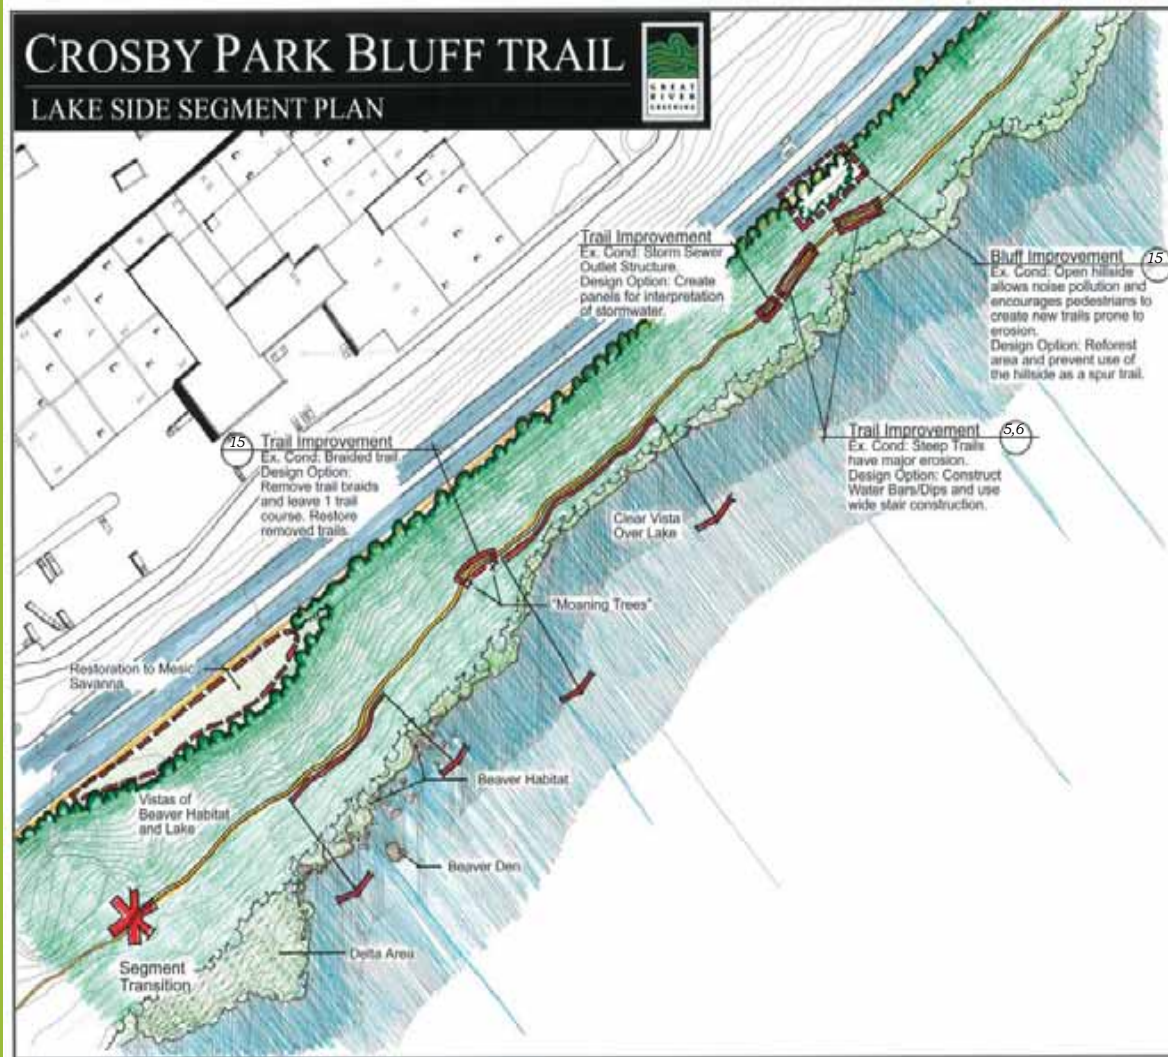 CROSBY PARK BLUFF TRAIL
LAKE SIDE SEGMENT PLAN
GREAT
RIVER
GREENING
Trail Improvement
Ex. Cond: Storm Sewer
Outlet Structure.
Design Option: Create
panels for interpretation
of stormwater.
Bluff Improvement
15
Ex. Cond: Open hillside
allows noise pollution and
encourages pedestrians to
create new trails prone to
erosion.
Design Option: Reforest
area and prevent use of
the hillside as a spur trail.
Trail Improvement
5,6
Ex. Cond: Steep Trails
have major erosion.
Design Option: Construct
Water Bars/Dips and use
wide stair construction.
15
Trail Improvement
Ex. Cond: Braided trail.
Design Option:
Remove trail braids
and leave 1 trail
course. Restore
removed trails.
Clear Vista
Over Lake
"Moaning Trees"
Restoration to Mesic
Savanna
Vistas of
Beaver Habitat
and Lake
Beaver Habitat
Beaver Den
Delta Area
Segment
Transition